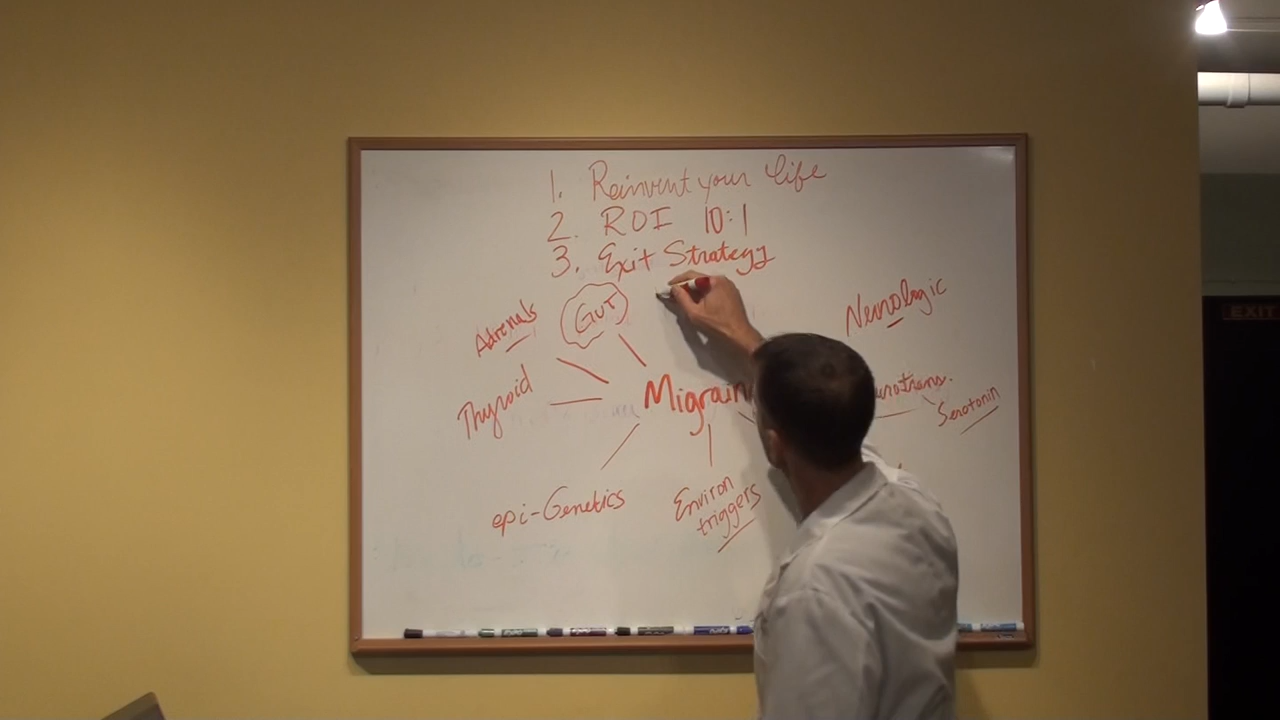 1. Reinvent your life
2. ROI 10:1
3. Exit Strategy
Gut
Adrenals
Neurologic
EXIT
Thyroid
Migrain
urotrans.
Serotonin
epi-Genetics
Environ
triggers